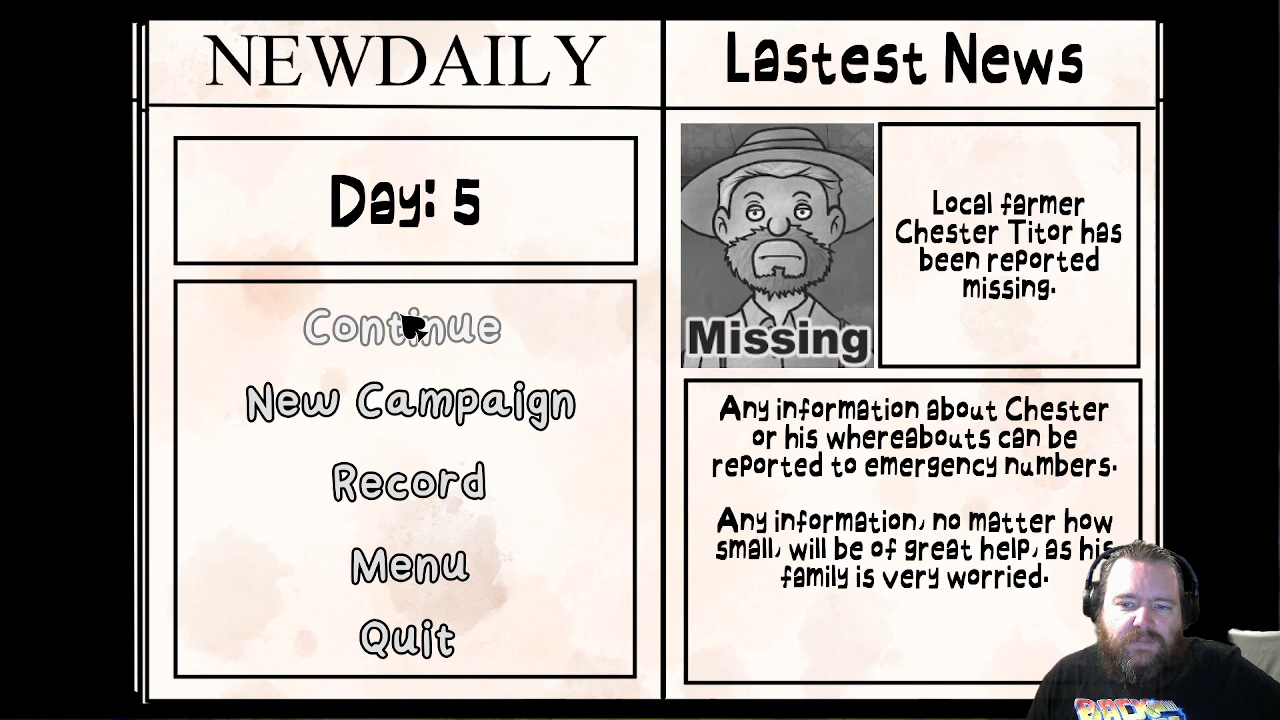 NEWDAILY
Day: 5
Continue
New Campaign
Record
Menu
Quit
Lastest News
Missing
Local farmer
Chester Titor has
been reported
missing.
Any information about Chester
or his whereabouts can be
reported to emergency numbers.
Any information, no matter how
small, will be of great help, as his
family is very worried.
BACK